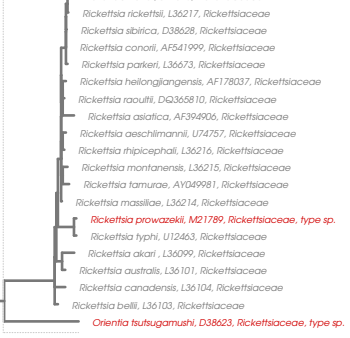 Rickettsia rickettsii, L36217, Rickettsiaceae
Rickettsia sibirica, D38628, Rickettsiaceae
Rickettsia conorii, AF541999, Rickettsiaceae
Rickettsia parkeri, L36673, Rickettsiaceae
Rickettsia heilongjiangensis, AF178037, Rickettsiaceae
Rickettsia raoultii, DQ365810, Rickettsiaceae
Rickettsia asiatica, AF394906, Rickettsiaceae
Rickettsia aeschlimannii, U74757, Rickettsiaceae
Rickettsia rhipicephali, L36216, Rickettsiaceae
Rickettsia montanensis, L36215, Rickettsiaceae
Rickettsia tamurae, AY049981, Rickettsiaceae
Rickettsia massiliae, L36214, Rickettsiaceae
Rickettsia prowazekii, M21789, Rickettsiaceae, type sp.
Rickettsia typhi, U12463, Rickettsiaceae
Rickettsia akari , L36099, Rickettsiaceae
Rickettsia australis, L36101, Rickettsiaceae
Rickettsia canadensis, L36104, Rickettsiaceae
Rickettsia bellii, L36103, Rickettsiaceae
Orientia tsutsugamushi, D38623, Rickettsiaceae, type sp.